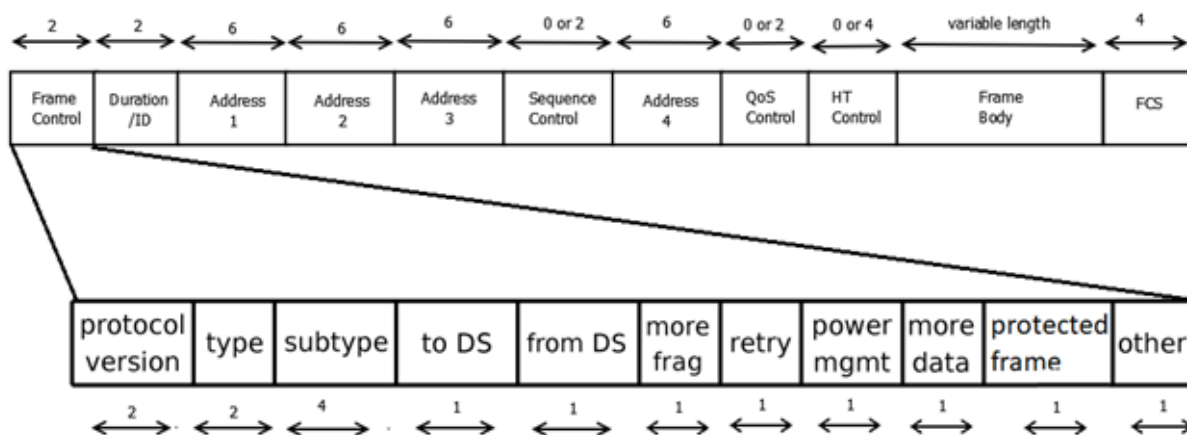 2 2 6 6 6 0 or 2 6 0 or 2 0 or 4 variable length 4
Frame Control
Duration /ID
Address 1
Address 2
Address 3
Sequence Control
Address 4
QoS Control
HT Control
Frame Body
FCS
protocol version
type
subtype
to DS
from DS
more frag
retry
power mgmt
more data
protected frame
other
2 2 4 1 1 1 1 1 1 1 1